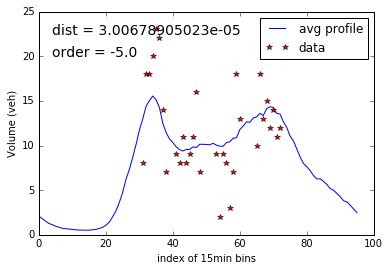 25
20
15
10
5
0
Volume (veh)
dist = 3.00678905023e-05
order = -5.0
avg profile
data
0 20 40 60 80 100
index of 15min bins